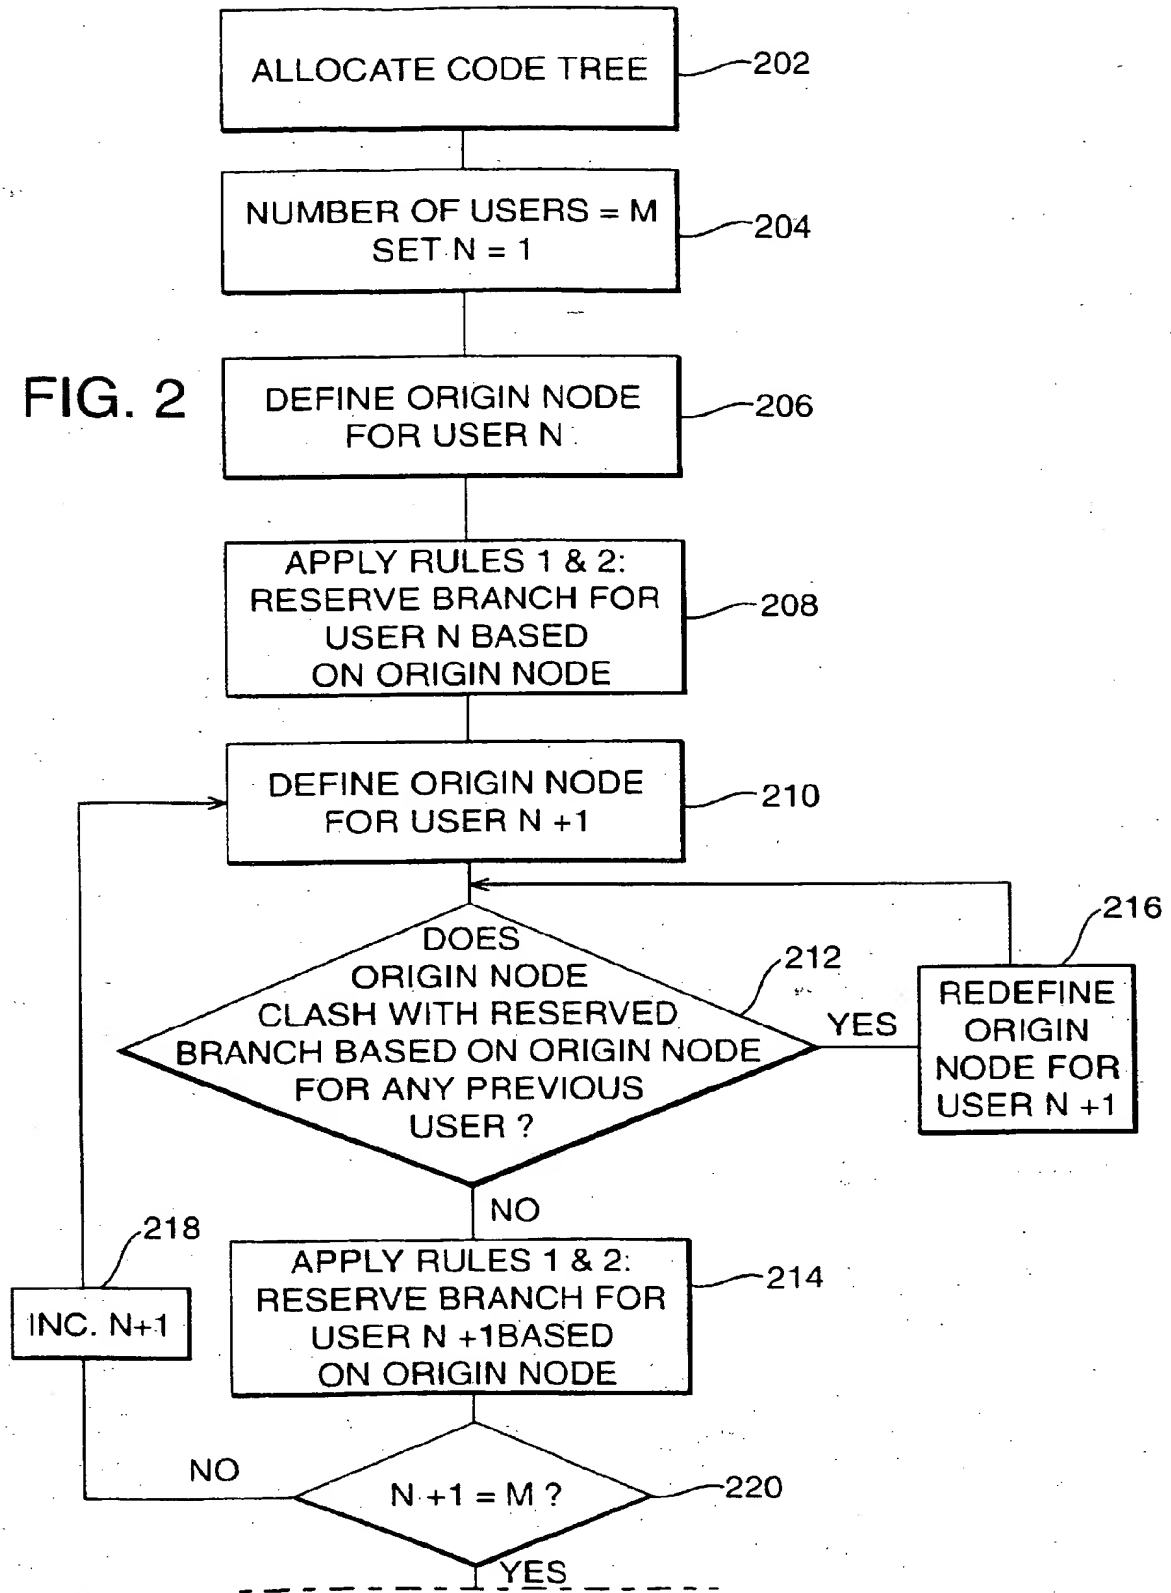 ALLOCATE CODE TREE
202
NUMBER OF USERS = M
SET N = 1
204
FIG. 2
DEFINE ORIGIN NODE
FOR USER N
206
APPLY RULES 1 & 2:
RESERVE BRANCH FOR
USER N BASED
ON ORIGIN NODE
208
DEFINE ORIGIN NODE
FOR USER N +1
210
DOES
ORIGIN NODE
CLASH WITH RESERVED
BRANCH BASED ON ORIGIN NODE
FOR ANY PREVIOUS
USER ?
212
YES
216
REDEFINE
ORIGIN
NODE FOR
USER N +1
NO
218
INC. N+1
APPLY RULES 1 & 2:
RESERVE BRANCH FOR
USER N +1BASED
ON ORIGIN NODE
214
NO
N +1 = M ?
220
YES